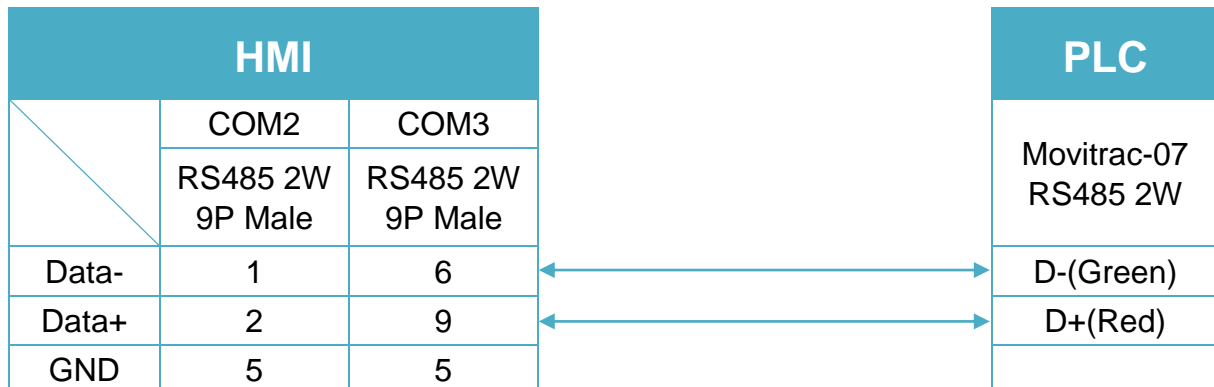 HMI
PLC
COM2 COM3
Movitrac-07
RS485 2W
RS485 2W RS485 2W
9P Male 9P Male
Data- 1 6 D-(Green)
Data+ 2 9 D+(Red)
GND 5 5